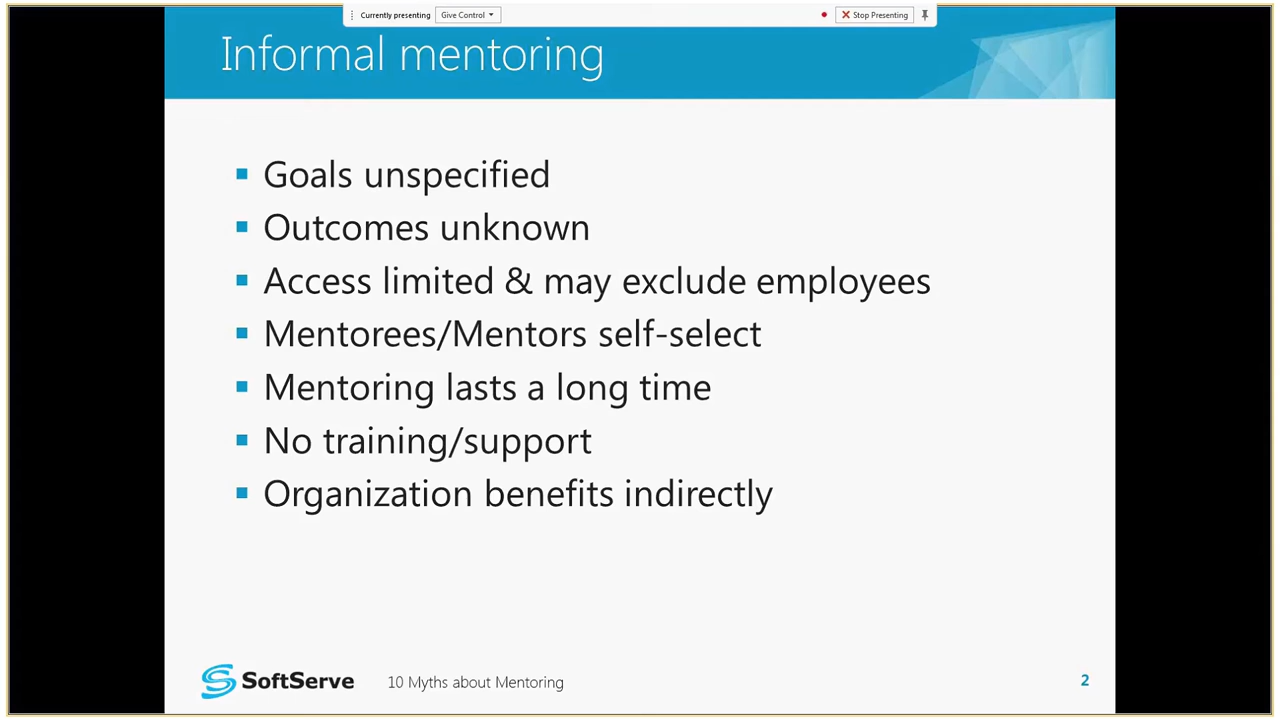 Currently presenting Give Control Stop Presenting
Informal mentoring
Goals unspecified
Outcomes unknown
Access limited & may exclude employees
Mentorees/Mentors self-select
Mentoring lasts a long time
No training/support
Organization benefits indirectly
SoftServe 10 Myths about Mentoring 2